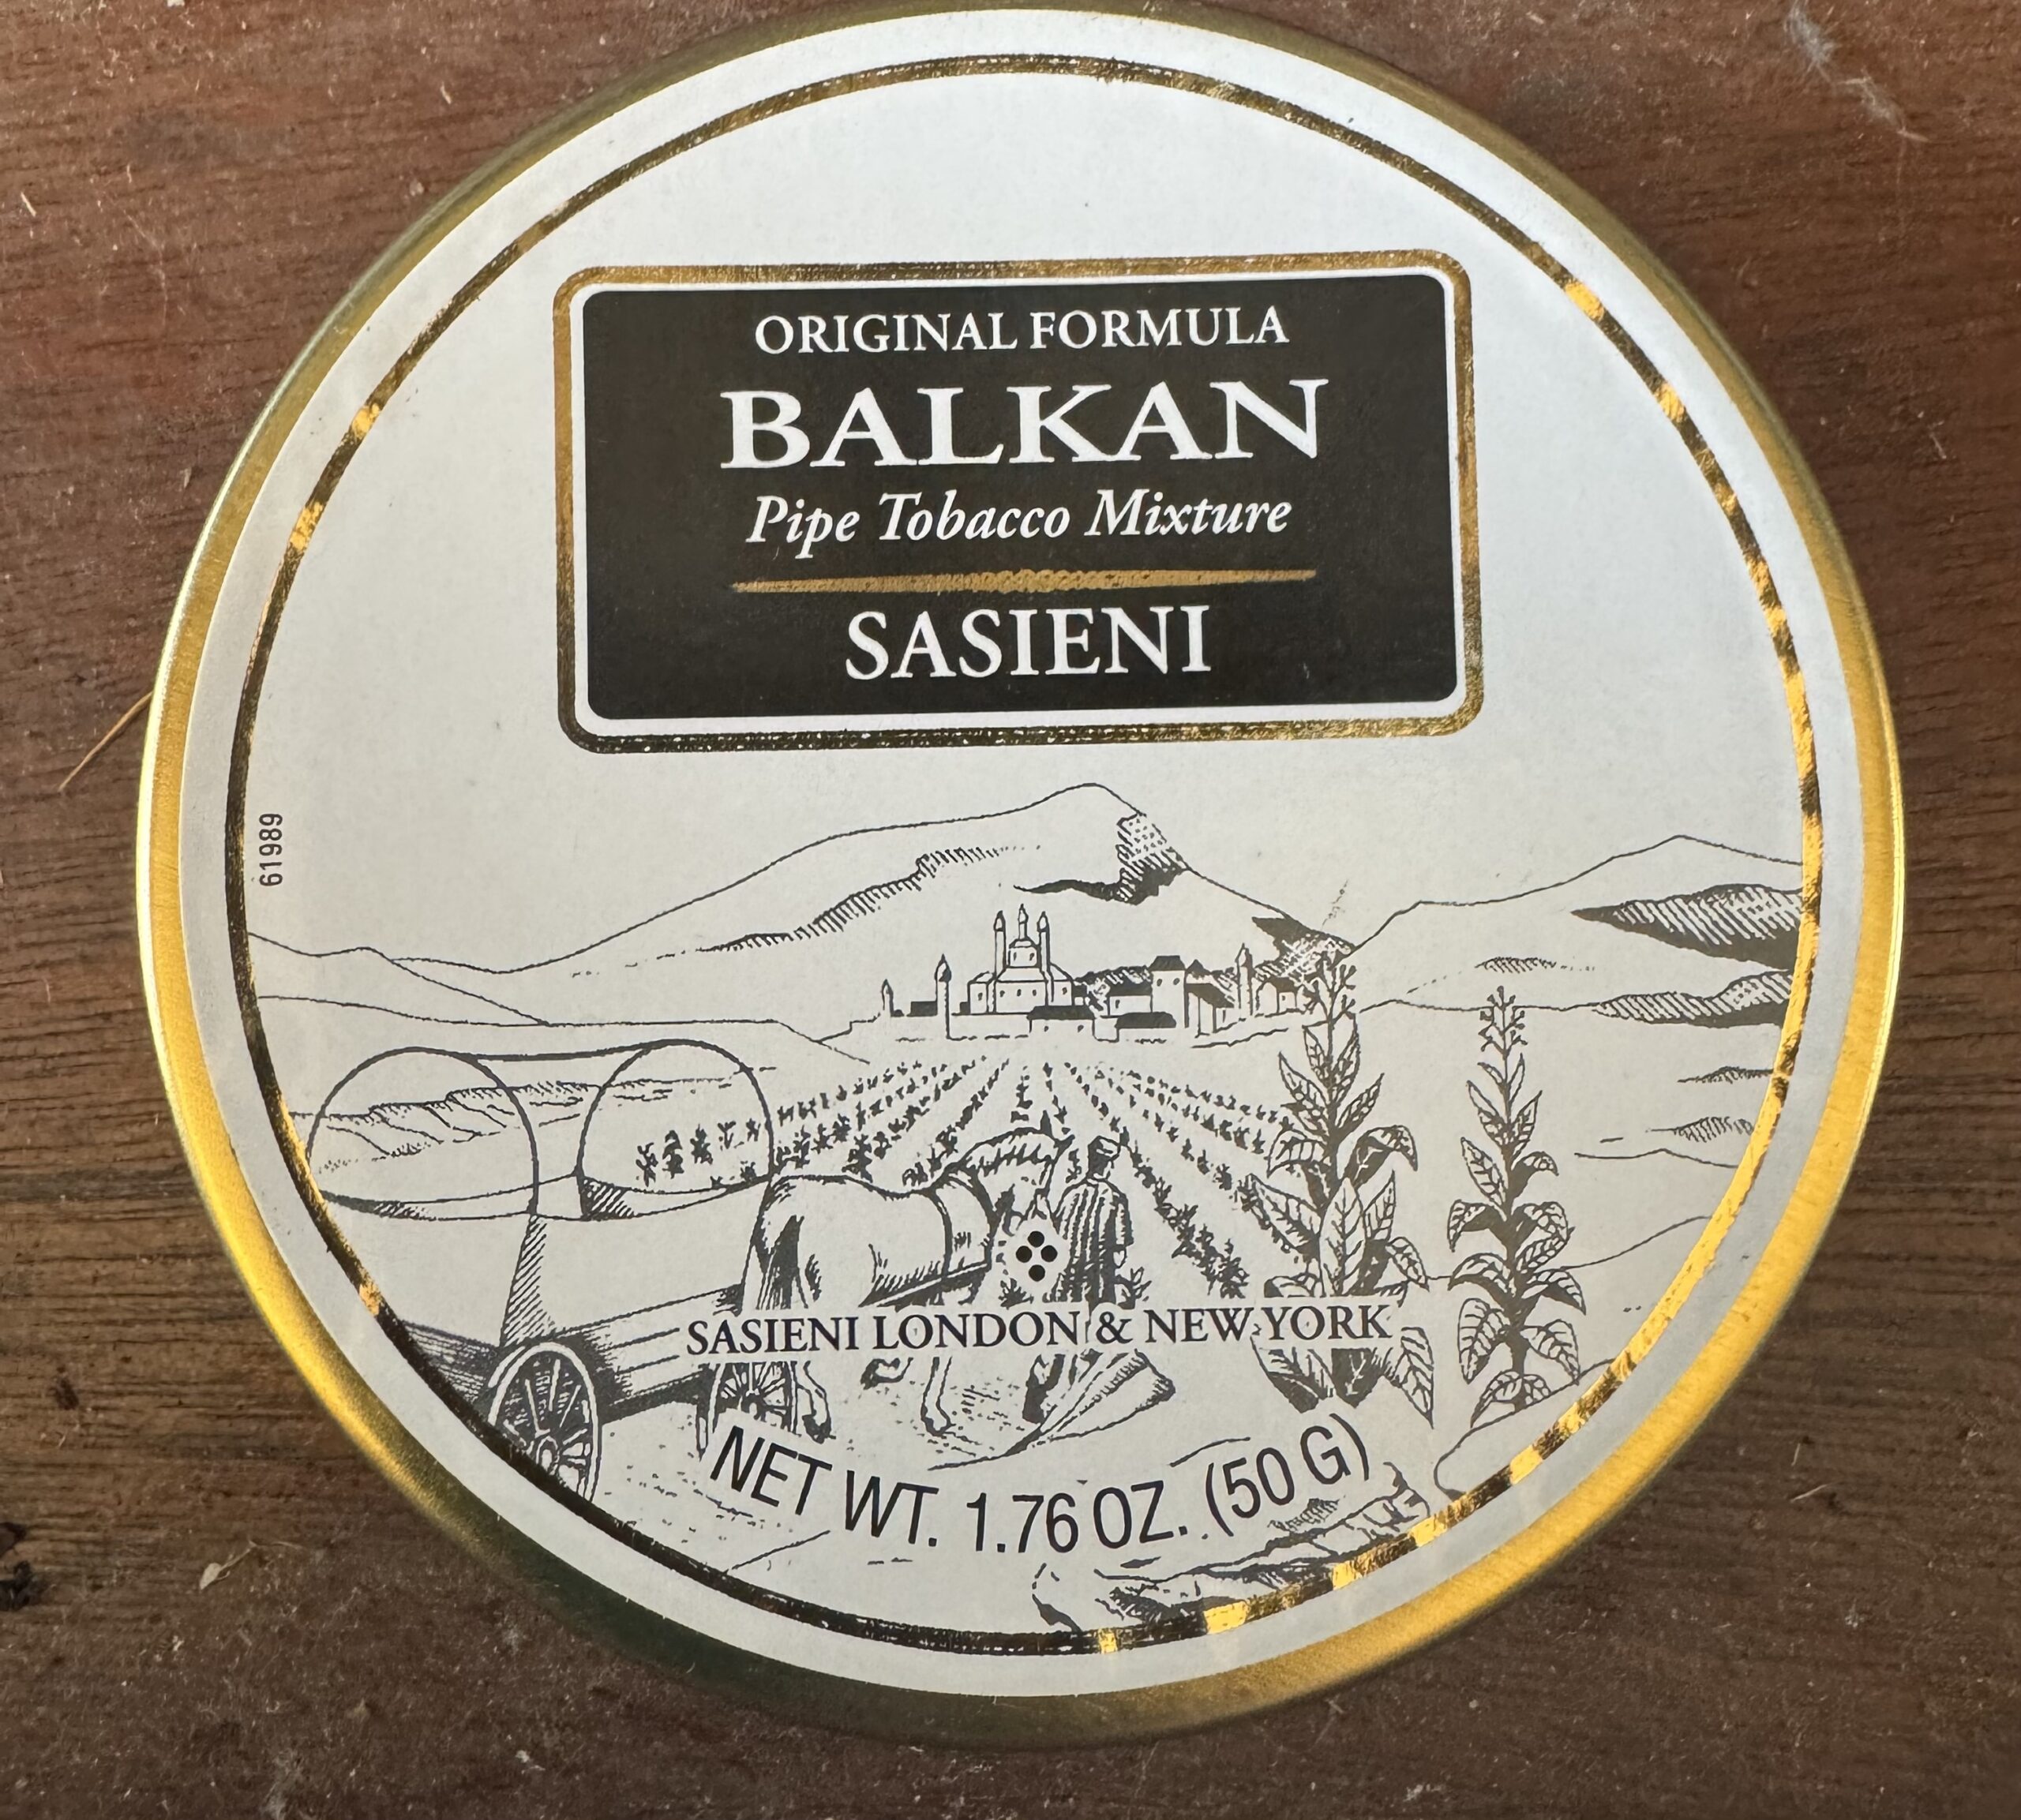 ORIGINAL FORMULA
BALKAN
Pipe Tobacco Mixture
SASIENI
61989
SASIENI LONDON & NEW YORK
NET WT. 1.76 OZ. (50 G)